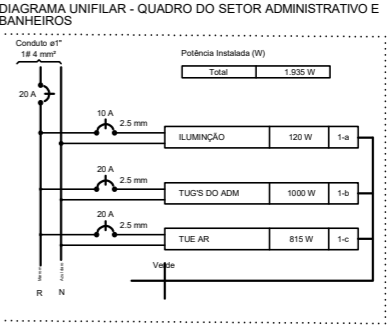 DIAGRAMA UNIFILAR - QUADRO DO SETOR ADMINISTRATIVO E
BANHEIROS
Conduto ø1"
1# 4 mm²
Potência Instalada (W)
Total 1.935 W
20 A
10 A
2.5 mm
ILUMINÇÃO 120 W 1-a
20 A
2.5 mm
TUG'S DO ADM 1000 W 1-b
20 A
2.5 mm
TUE AR 815 W 1-c
Verde
R N